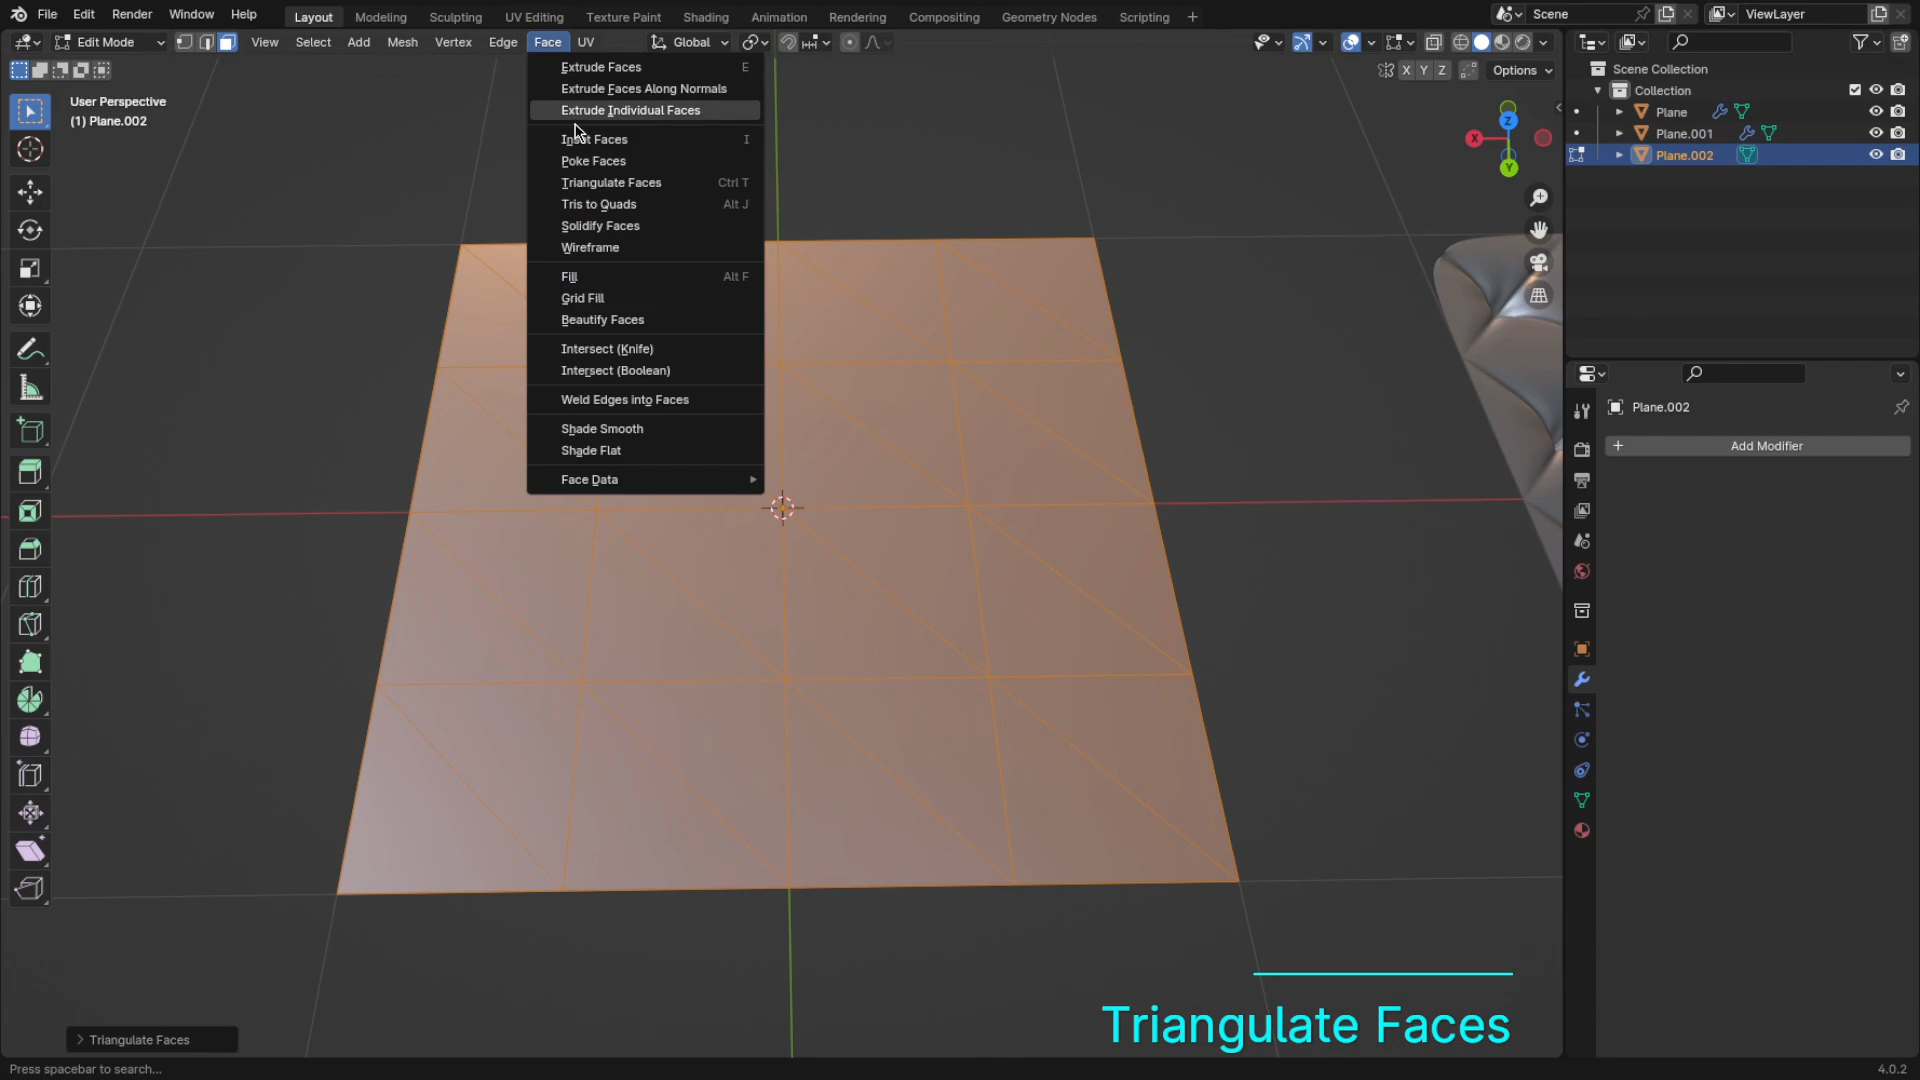 File Edit Render Window Help Layout Modeling Sculpting UV Editing Texture Paint Shading Animation Rendering Compositing Geometry Nodes Scripting + Scene ViewLayer
Edit Mode View Select Add Mesh Vertex Edge Face UV Global
X Y Z Options
User Perspective
(1) Plane.002
Extrude Faces E
Extrude Faces Along Normals
Extrude Individual Faces
Inset Faces I
Poke Faces
Triangulate Faces Ctrl T
Tris to Quads Alt J
Solidify Faces
Wireframe
Fill Alt F
Grid Fill
Beautify Faces
Intersect (Knife)
Intersect (Boolean)
Weld Edges into Faces
Shade Smooth
Shade Flat
Face Data
Z
X
Y
Scene Collection
Collection
Plane
Plane.001
Plane.002
Plane.002
+ Add Modifier
Triangulate Faces
Triangulate Faces
Press spacebar to search...
4.0.2